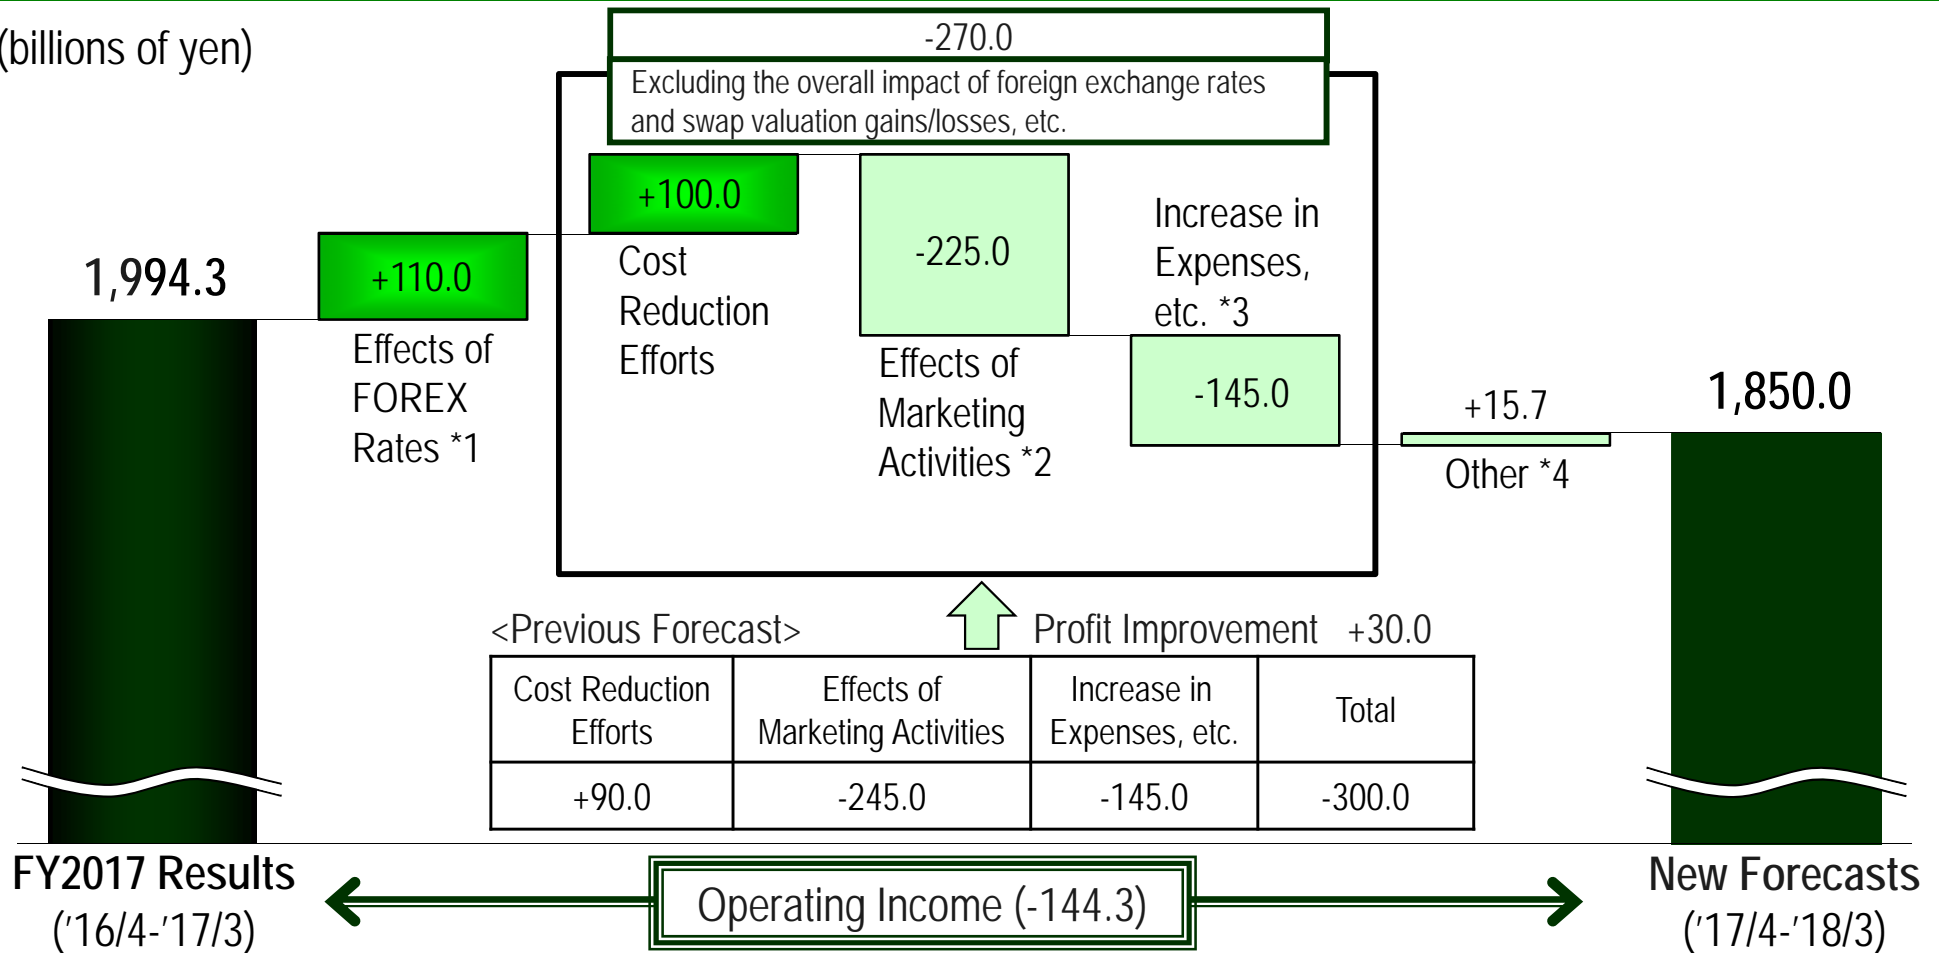 (billions of yen)
-270.0
Excluding the overall impact of foreign exchange rates
and swap valuation gains/losses, etc.
1,994.3
+110.0
Effects of
FOREX
Rates *1
+100.0
Cost
Reduction
Efforts
-225.0
Effects of
Marketing
Activities *2
Increase in
Expenses,
etc. *3
-145.0
+15.7
Other *4
1,850.0
<Previous Forecast>
Profit Improvement +30.0
Cost Reduction
Efforts
Effects of
Marketing Activities
Increase in
Expenses, etc.
Total
+90.0
-245.0
-145.0
-300.0
FY2017 Results
('16/4-'17/3)
Operating Income (-144.3)
New Forecasts
('17/4-'18/3)